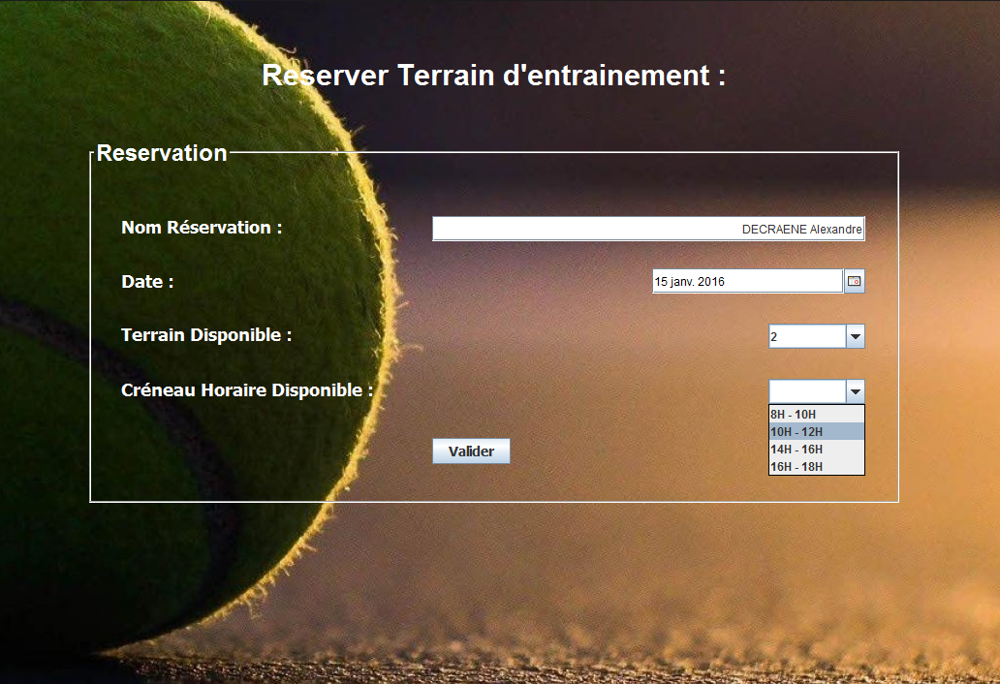 Reserver Terrain d'entrainement :
Reservation
Nom Réservation :
DECRAENE Alexandre
Date :
15 janv. 2016
Terrain Disponible :
2
Créneau Horaire Disponible :
8H - 10H
10H - 12H
14H - 16H
16H - 18H
Valider